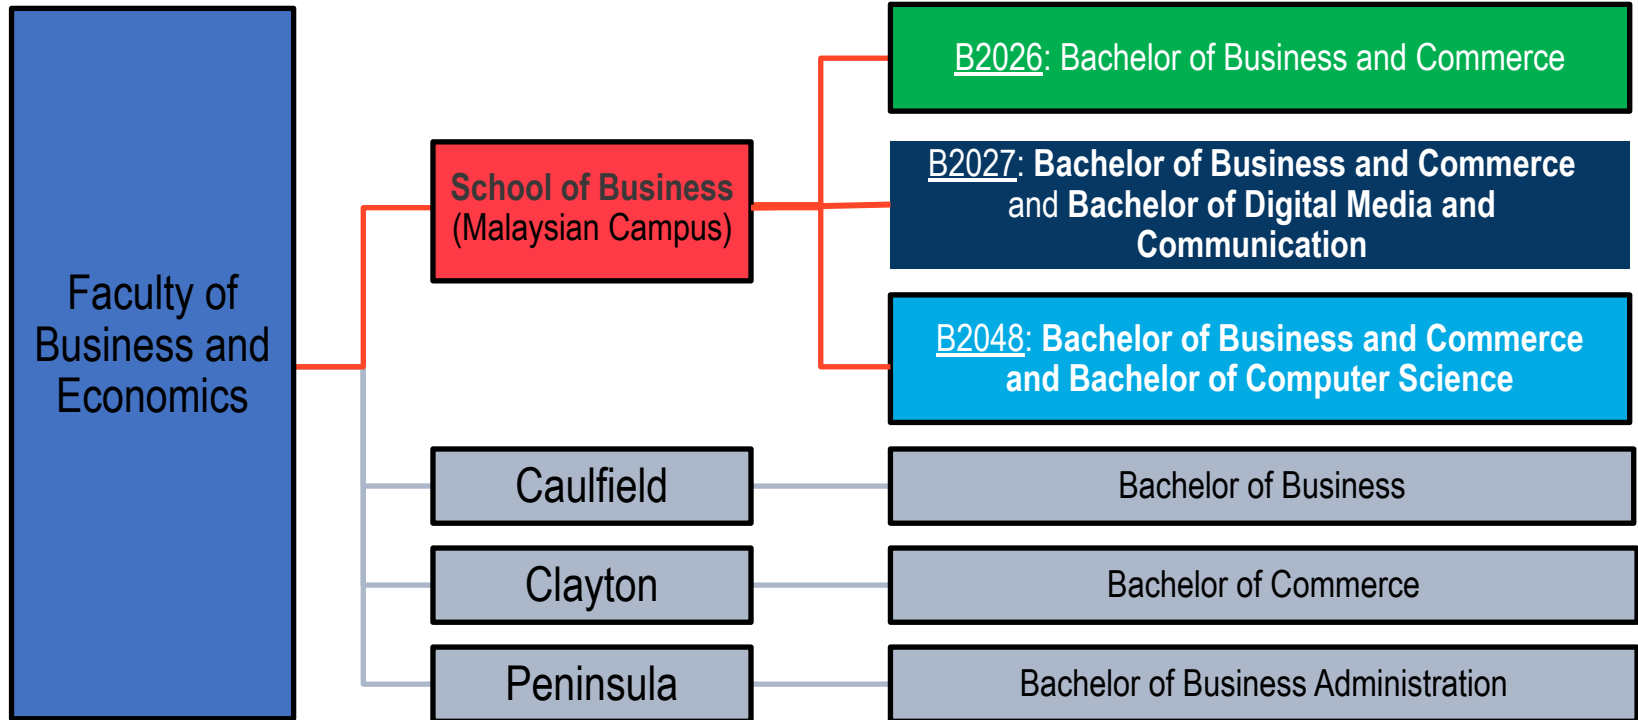 Faculty of
Business and
Economics
School of Business
(Malaysian Campus)
B2026: Bachelor of Business and Commerce
B2027: Bachelor of Business and Commerce
and Bachelor of Digital Media and
Communication
B2048: Bachelor of Business and Commerce
and Bachelor of Computer Science
Caulfield
Bachelor of Business
Clayton
Bachelor of Commerce
Peninsula
Bachelor of Business Administration